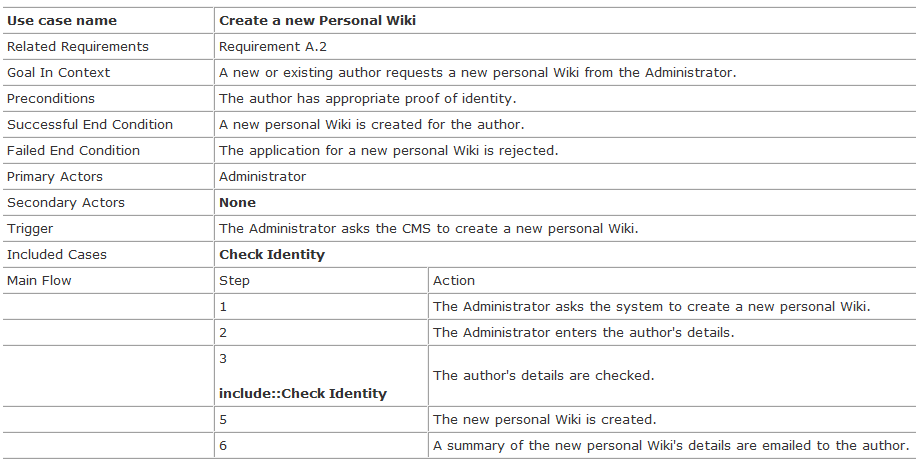 Use case name Create a new Personal Wiki
Related Requirements Requirement A.2
Goal In Context A new or existing author requests a new personal Wiki from the Administrator.
Preconditions The author has appropriate proof of identity.
Successful End Condition A new personal Wiki is created for the author.
Failed End Condition The application for a new personal Wiki is rejected.
Primary Actors Administrator
Secondary Actors None
Trigger The Administrator asks the CMS to create a new personal Wiki.
Included Cases Check Identity
Main Flow Step Action
1 The Administrator asks the system to create a new personal Wiki.
2 The Administrator enters the author's details.
3
include::Check Identity
The author's details are checked.
5 The new personal Wiki is created.
6 A summary of the new personal Wiki's details are emailed to the author.